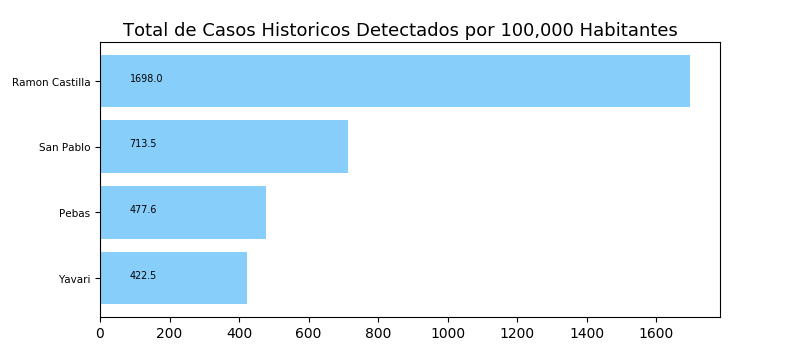 Total de Casos Historicos Detectados por 100,000 Habitantes
Ramon Castilla 1698.0
San Pablo 713.5
Pebas 477.6
Yavari 422.5
0 200 400 600 800 1000 1200 1400 1600